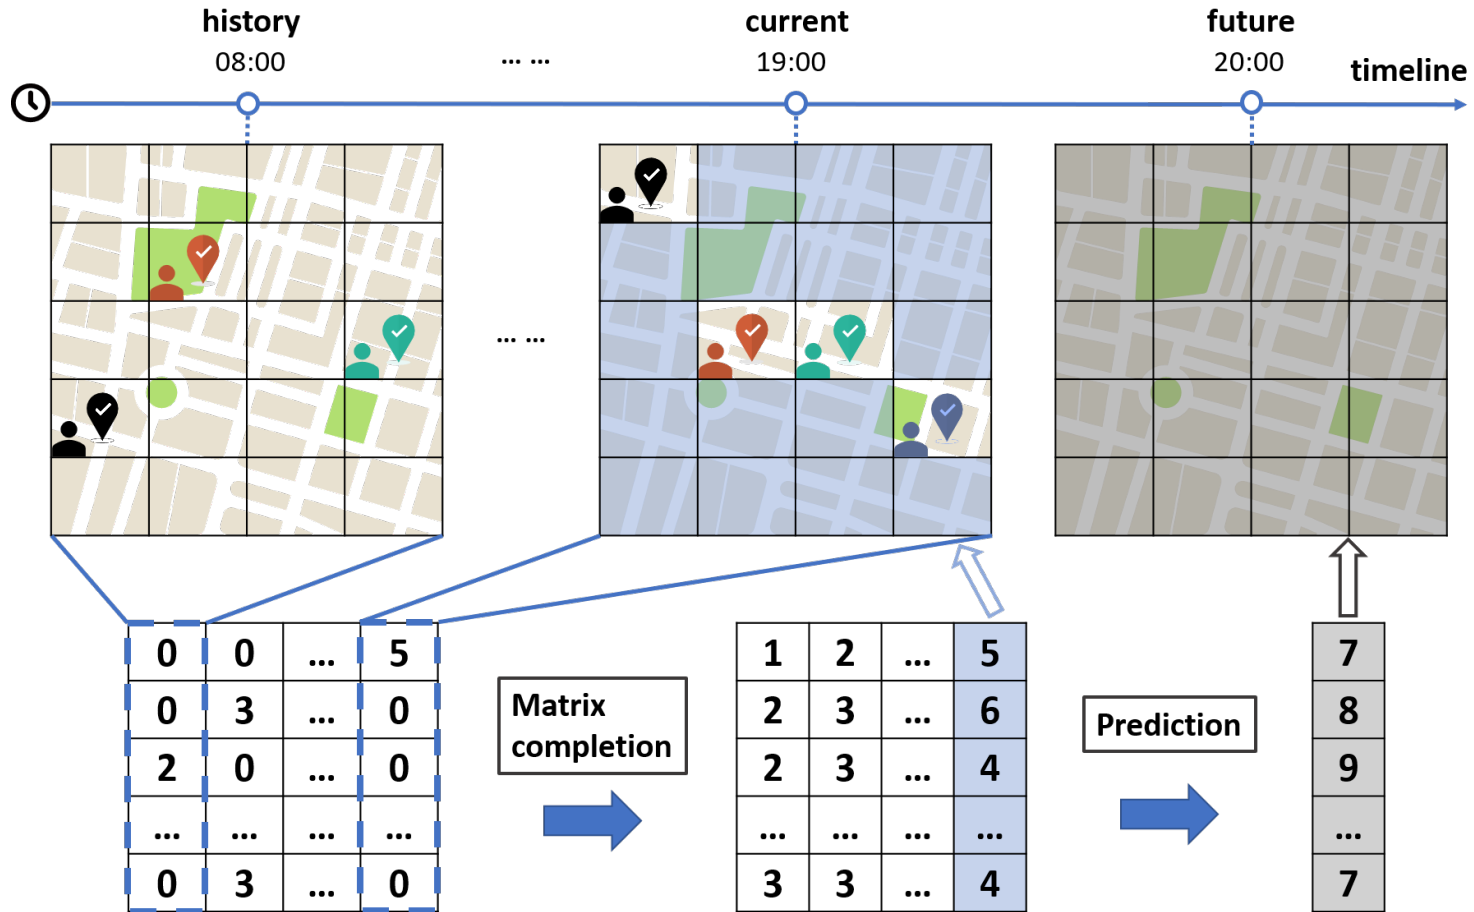 history
current
future
08:00
... ...
19:00
20:00
timeline
... ...
0 0 ... 5
0 3 ... 0
2 0 ... 0
... ... ... ...
0 3 ... 0
Matrix
completion
1 2 ... 5
2 3 ... 6
2 3 ... 4
... ... ... ...
3 3 ... 4
Prediction
7
8
9
...
7